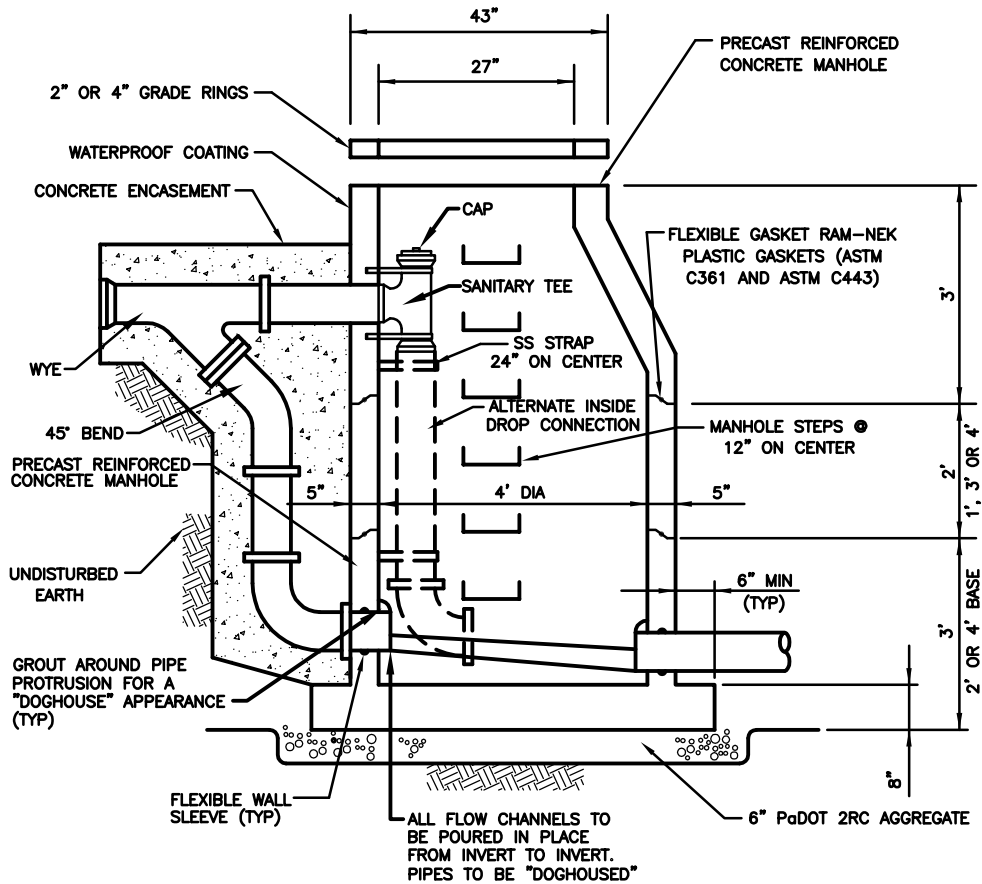 43"
PRECAST REINFORCED
CONCRETE MANHOLE
27"
2" OR 4" GRADE RINGS
WATERPROOF COATING
CONCRETE ENCASEMENT
CAP
FLEXIBLE GASKET RAM-NEK
PLASTIC GASKETS (ASTM
C361 AND ASTM C443)
SANITARY TEE
3'
SS STRAP
24" ON CENTER
WYE
ALTERNATE INSIDE
DROP CONNECTION
MANHOLE STEPS @
12" ON CENTER
45° BEND
PRECAST REINFORCED
CONCRETE MANHOLE
2'
1', 3' OR 4'
5"
4' DIA
5"
UNDISTURBED
EARTH
6" MIN
(TYP)
3'
2' OR 4' BASE
GROUT AROUND PIPE
PROTRUSION FOR A
"DOGHOUSE" APPEARANCE
(TYP)
8"
FLEXIBLE WALL
SLEEVE (TYP)
ALL FLOW CHANNELS TO
BE POURED IN PLACE
FROM INVERT TO INVERT.
PIPES TO BE "DOGHOUSED"
6" PaDOT 2RC AGGREGATE